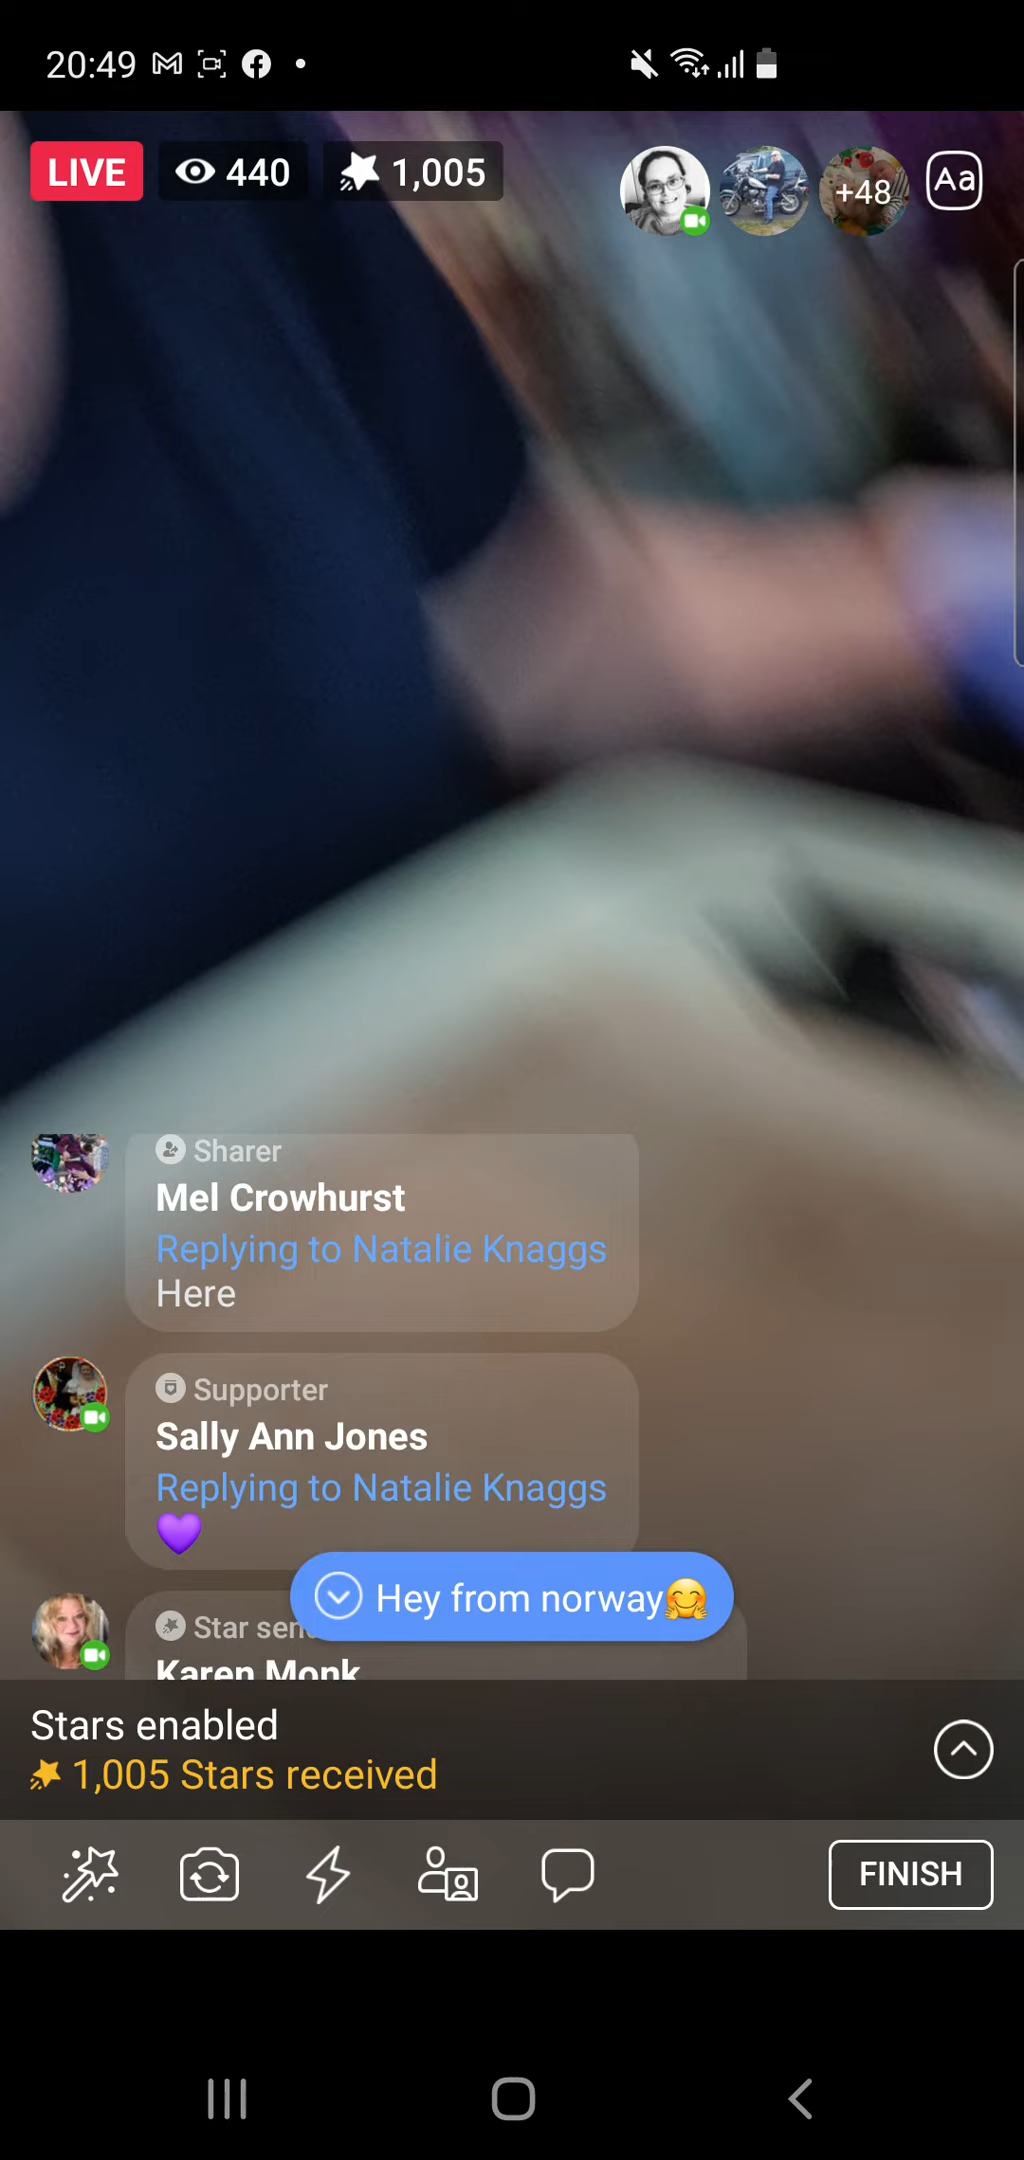 20:49
LIVE
440
1,005
+48
Aa
Sharer
Mel Crowhurst
Replying to Natalie Knaggs
Here
Supporter
Sally Ann Jones
Replying to Natalie Knaggs
💜
Hey from norway🤗
Star
Karen Monk
Stars enabled
1,005 Stars received
FINISH